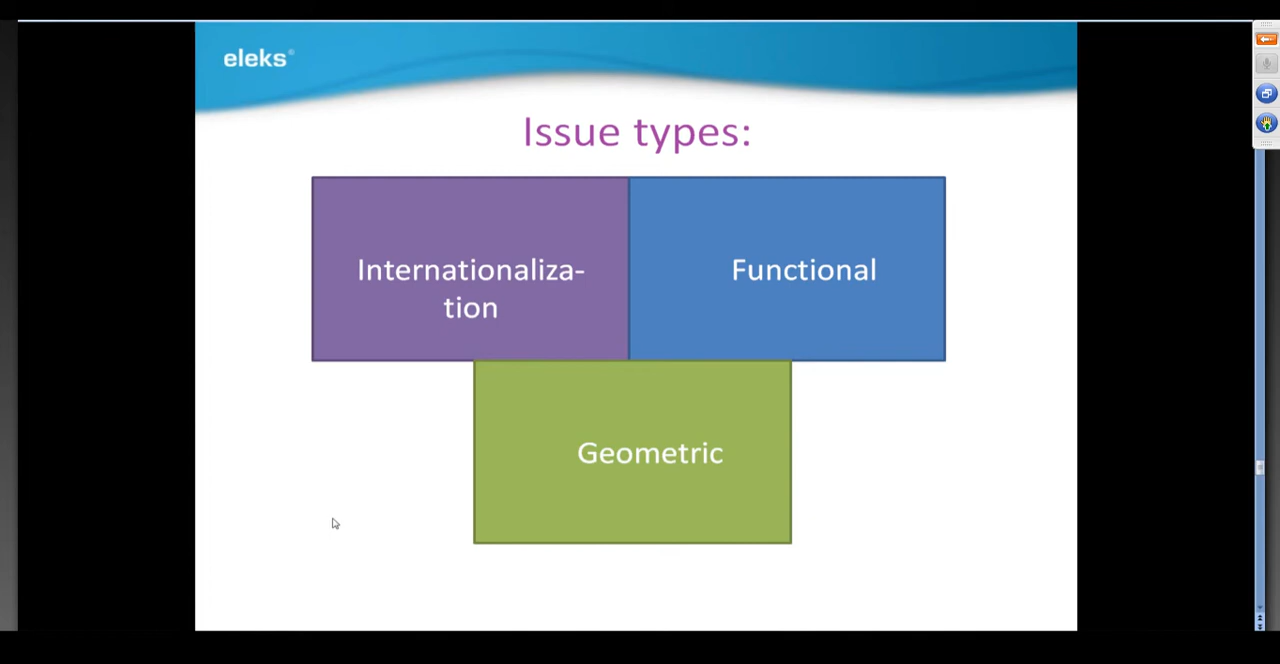 eleks®
Issue types:
Internationaliza-
tion
Functional
Geometric